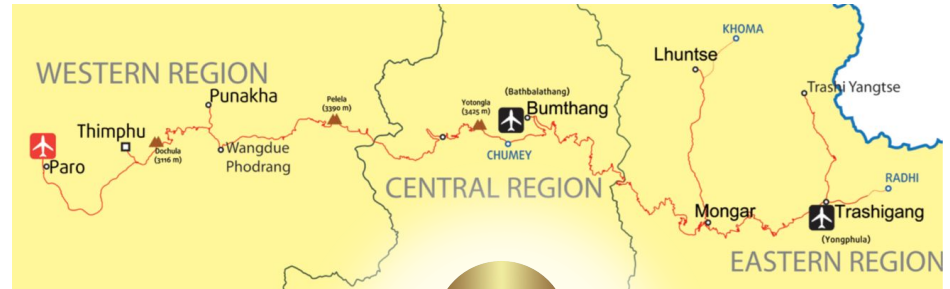 WESTERN REGION
Punakha
Thimphu
Dochula
(3116 m)
Paro
Wangdue
Phodrang
Pelela
(3390 m)
Yotongla
(3425 m)
(Bathbalathang)
Bumthang
CHUMEY
CENTRAL REGION
KHOMA
Lhuntse
Trashi Yangtse
RADHI
Mongar
Trashigang
(Yongphula)
EASTERN REGION